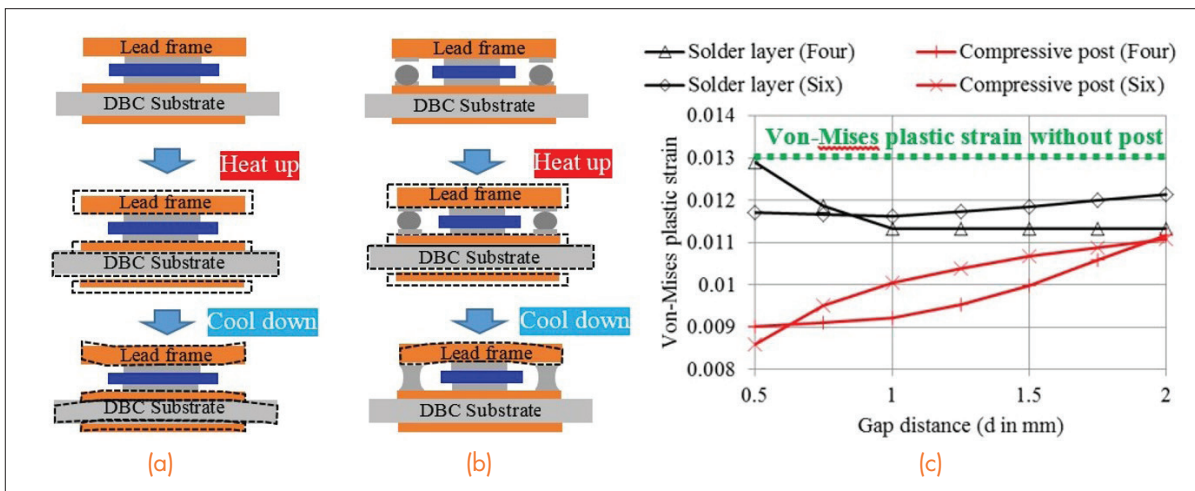 Lead frame
DBC Substrate
Heat up
Lead frame
DBC Substrate
Cool down
Lead frame
DBC Substrate
(a)
Lead frame
DBC Substrate
Heat up
Lead frame
DBC Substrate
Cool down
Lead frame
DBC Substrate
(b)
Solder layer (Four)
Compressive post (Four)
Solder layer (Six)
Compressive post (Six)
Von-Mises plastic strain without post
Von-Mises plastic strain
0.014
0.013
0.012
0.011
0.01
0.009
0.008
0.5
1
1.5
2
Gap distance (d in mm)
(c)